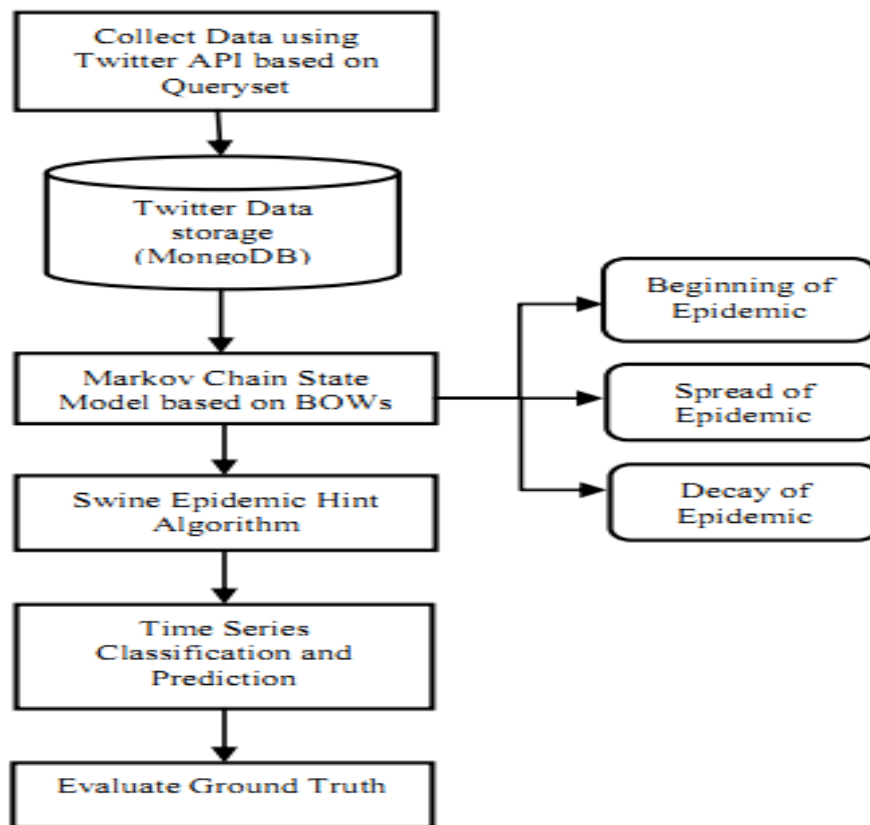 Collect Data using
Twitter API based on
Queryset
Twitter Data
storage
(MongoDB)
Markov Chain State
Model based on BOWs
Beginning of
Epidemic
Spread of
Epidemic
Decay of
Epidemic
Swine Epidemic Hint
Algorithm
Time Series
Classification and
Prediction
Evaluate Ground Truth